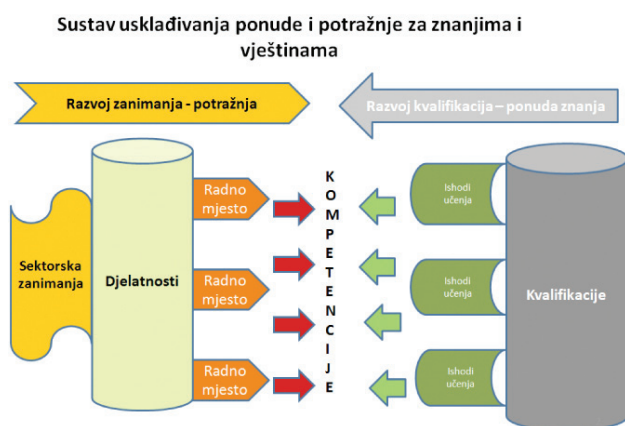 Sustav usklađivanja ponude i potražnje za znanjima i
vještinama
Razvoj zanimanja - potražnja
Razvoj kvalifikacija – ponuda znanja
Sektorska
zanimanja
Djelatnosti
Radno
mjesto
Radno
mjesto
Radno
mjesto
K
O
M
P
E
T
E
N
C
I
J
E
Ishodi
učenja
Ishodi
učenja
Ishodi
učenja
Kvalifikacije